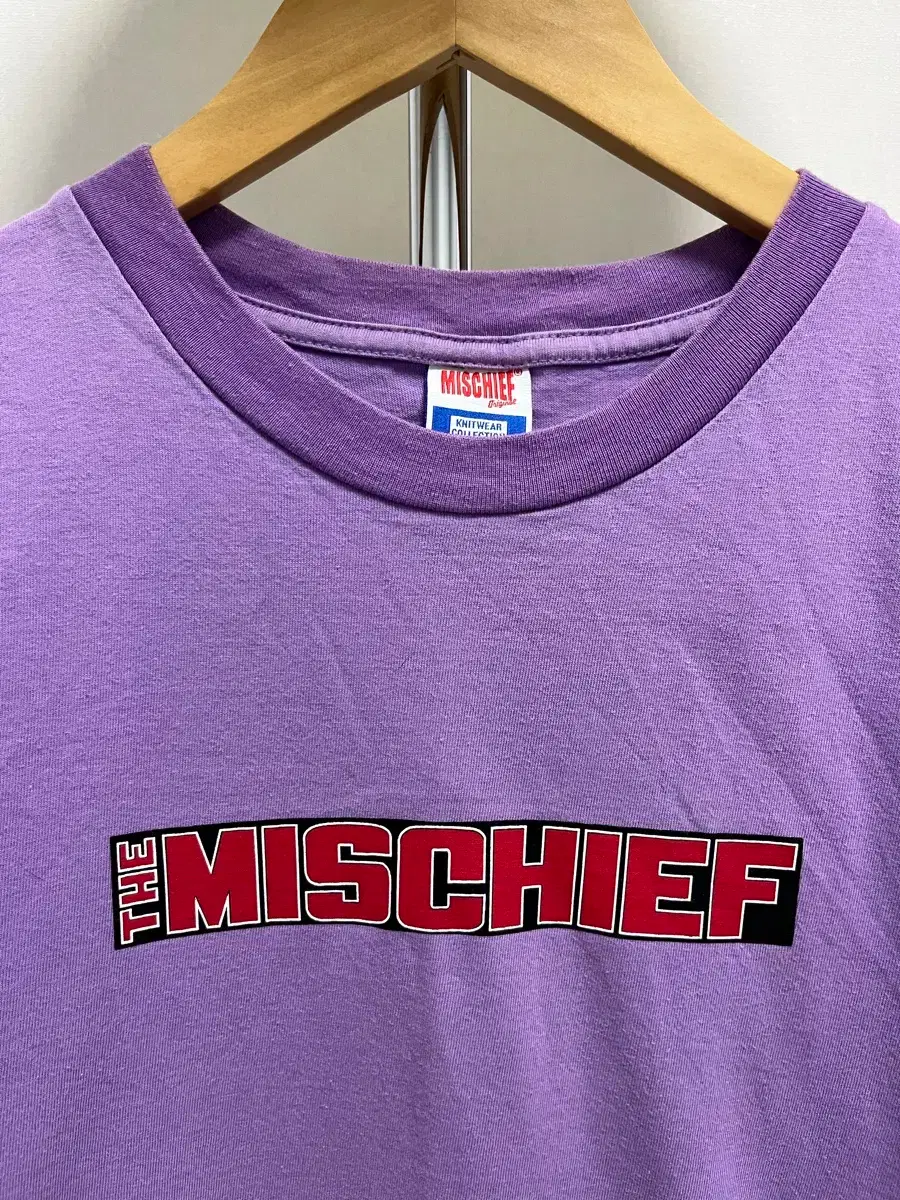 MISCHIEF®
Original
KNITWEAR
COLLECTION
THE MISCHIEF